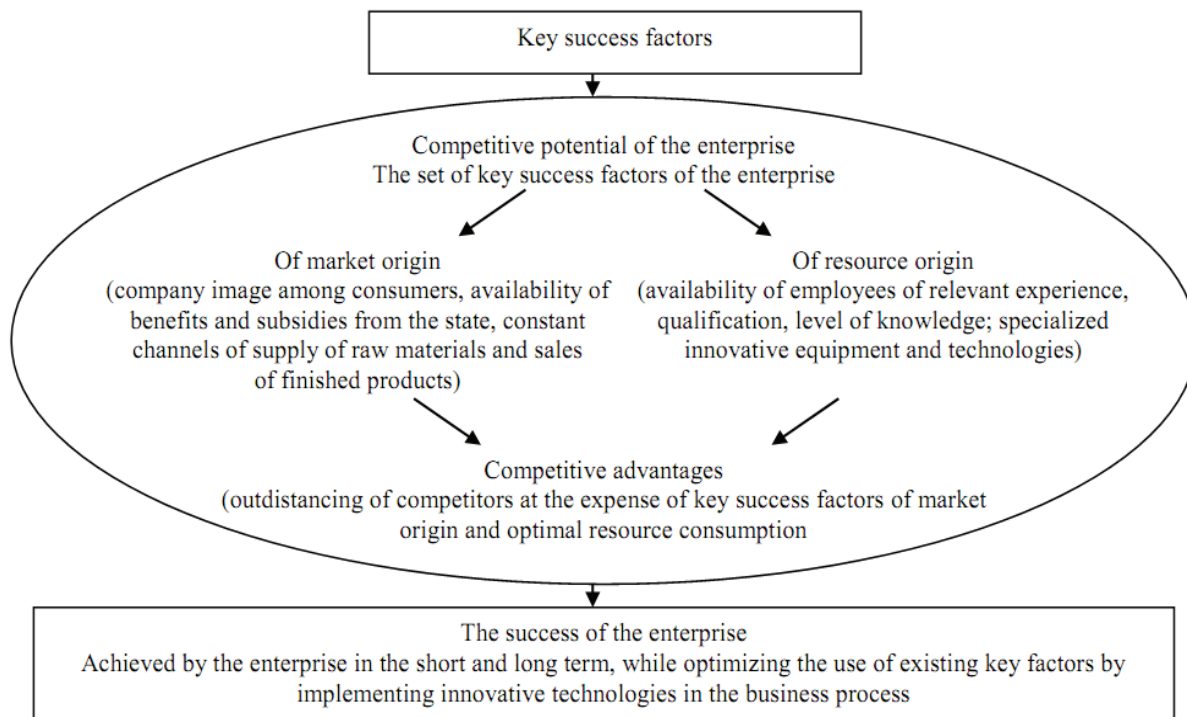 Key success factors
Competitive potential of the enterprise
The set of key success factors of the enterprise
Of market origin
(company image among consumers, availability of
benefits and subsidies from the state, constant
channels of supply of raw materials and sales
of finished products)
Of resource origin
(availability of employees of relevant experience,
qualification, level of knowledge; specialized
innovative equipment and technologies)
Competitive advantages
(outdistancing of competitors at the expense of key success factors of market
origin and optimal resource consumption
The success of the enterprise
Achieved by the enterprise in the short and long term, while optimizing the use of existing key factors by
implementing innovative technologies in the business process